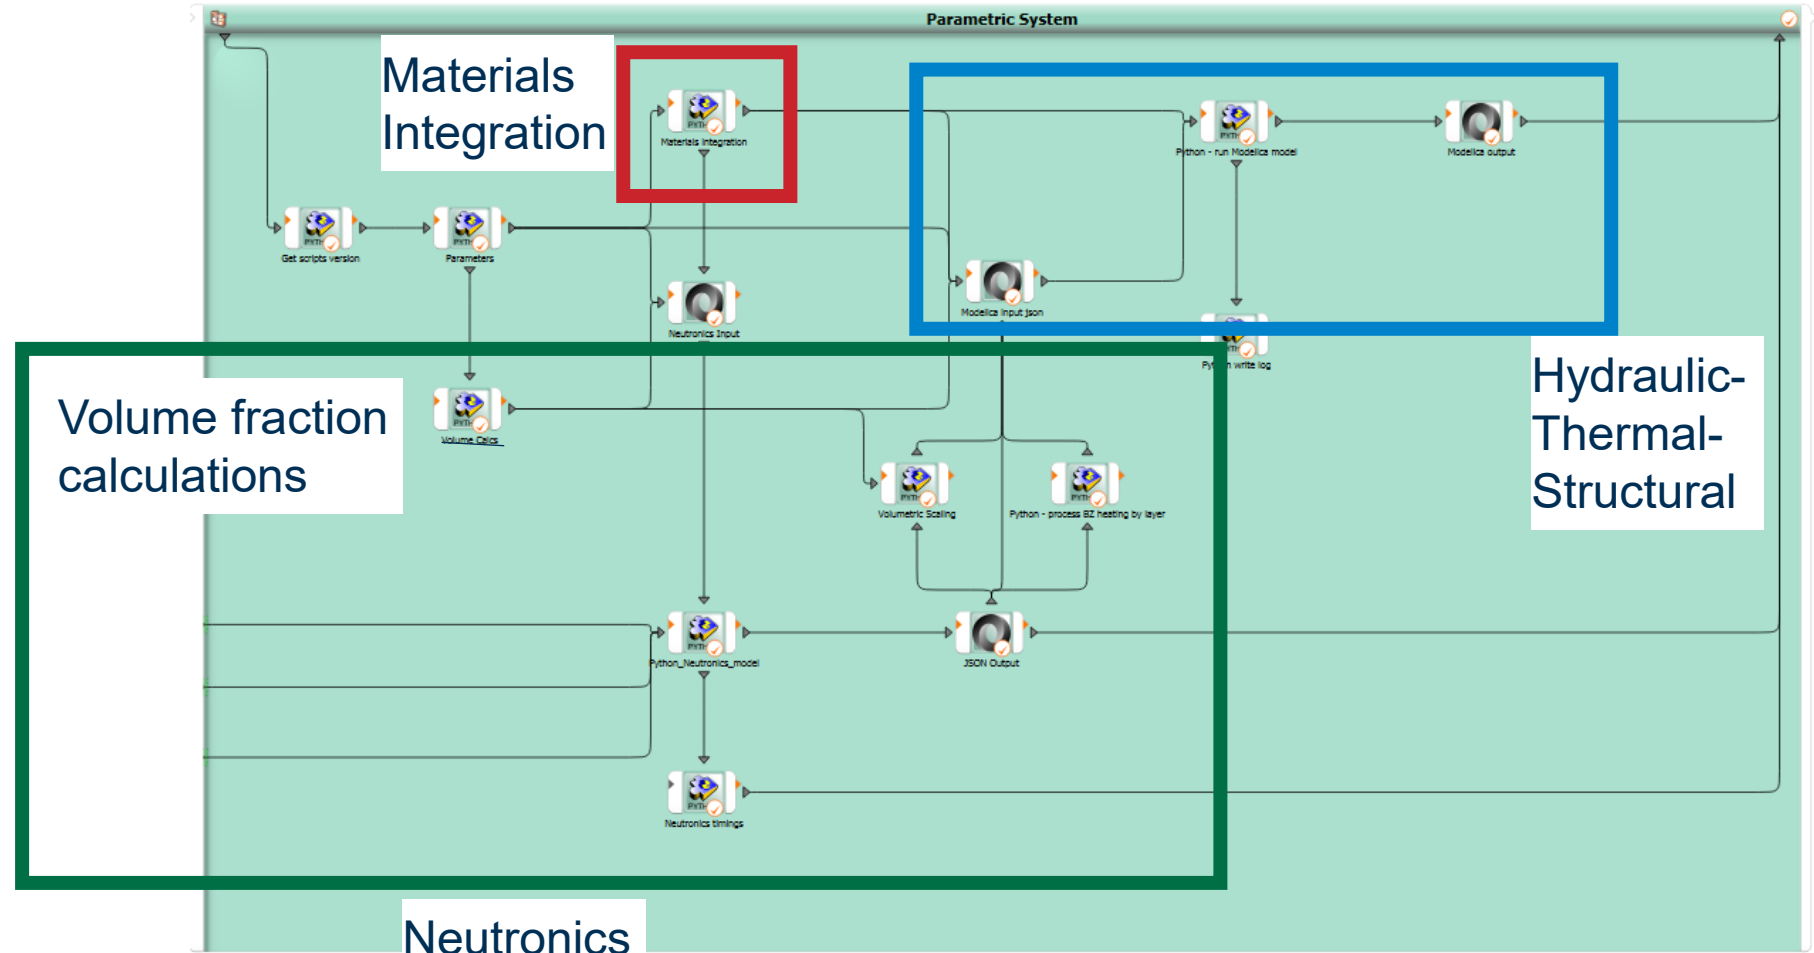 Parametric System
Materials
Integration
Materials Integration
Python - run Modelica model
Modelica output
Get scripts version
Parameters
Modelica input json
Neutronics Input
Python write log
Hydraulic-
Thermal-
Structural
Volume fraction
calculations
Volume Calcs
Volumetric Scaling
Python - process BZ heating by layer
Python_Neutronics_model
JSON Output
Neutronics timings
Neutronics